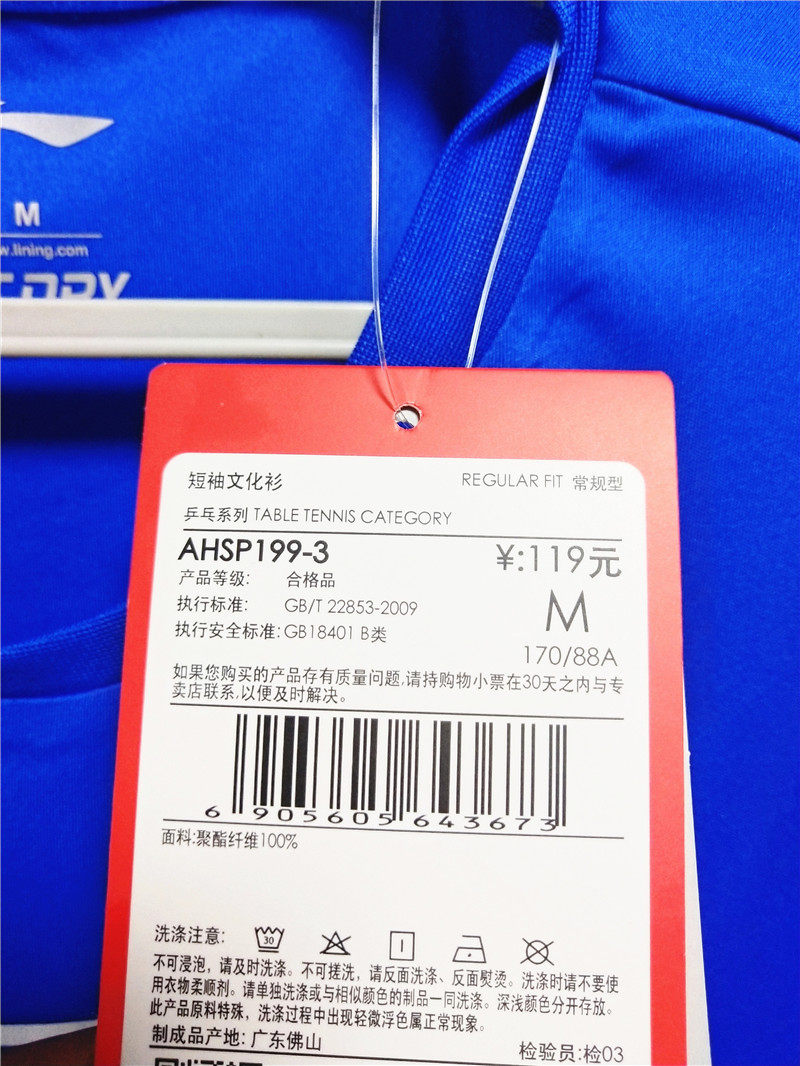 M
w.lining.com
短袖文化衫 REGULAR FIT 常规型
乒乓系列 TABLE TENNIS CATEGORY
AHSP199-3 ¥:119元
产品等级: 合格品
执行标准: GB/T 22853-2009
M
执行安全标准:GB18401 B类
170/88A
如果您购买的产品存有质量问题,请持购物小票在30天之内与专
卖店联系,以便及时解决。
6 905605 643673
面料:聚酯纤维100%
洗涤注意: 30
不可浸泡，请及时洗涤。不可搓洗，请反面洗涤、反面熨烫。洗涤时请不要使
用衣物柔顺剂。请单独洗涤或与相似颜色的制品一同洗涤。深浅颜色分开存放。
此产品原料特殊，洗涤过程中出现轻微浮色属正常现象。
制成品产地: 广东佛山
检验员:检03